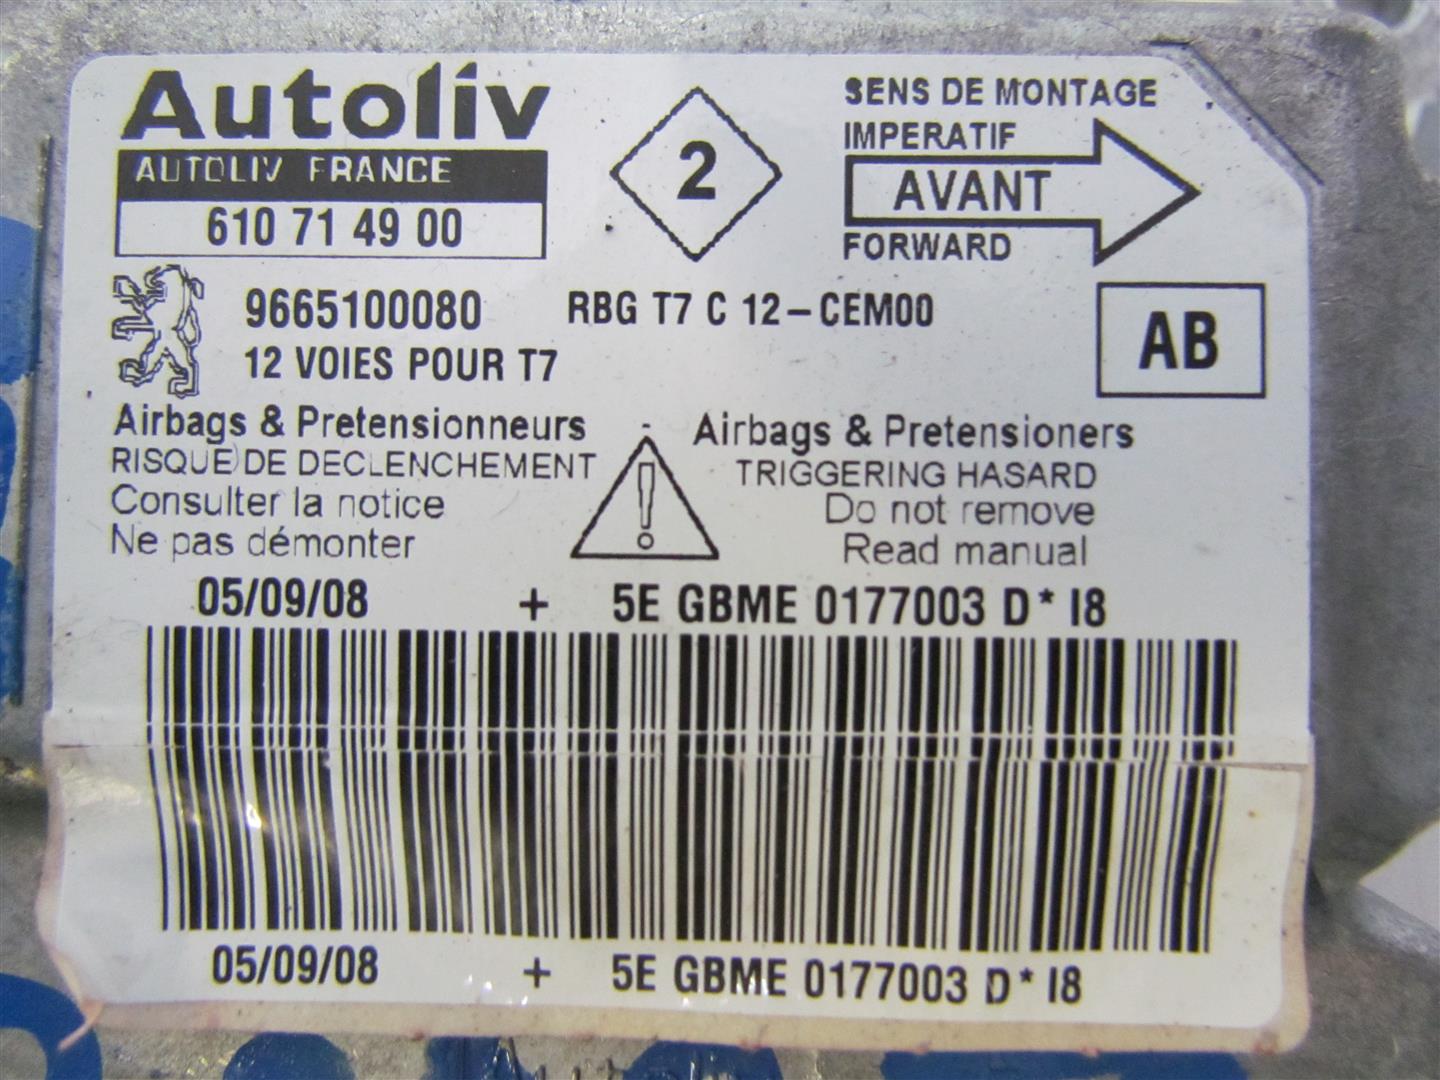 Autoliv
AUTOLIV FRANCE
610 71 49 00
2
SENS DE MONTAGE
IMPERATIF
AVANT
FORWARD
9665100080
RBG T7 C 12-CEM00
12 VOIES POUR T7
AB
Airbags & Pretensionneurs
RISQUE DE DECLENCHEMENT
Consulter la notice
Ne pas démonter
Airbags & Pretensioners
TRIGGERING HASARD
Do not remove
Read manual
05/09/08 + 5E GBME 0177003 D* I8
05/09/08 + 5E GBME 0177003 D* I8